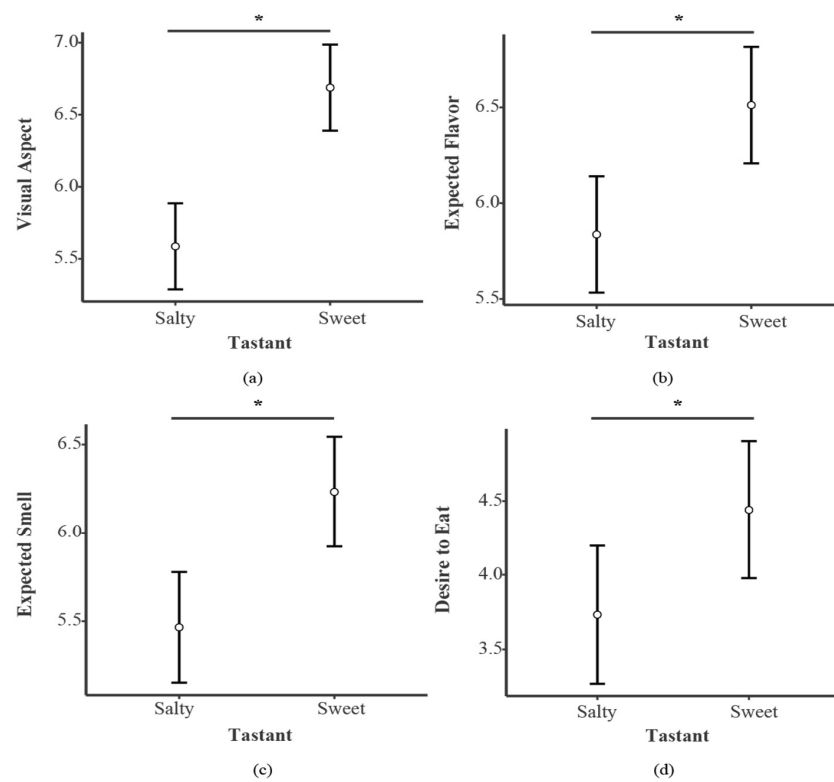 *
7.0
6.5
6.0
5.5
Visual Aspect
Salty
Sweet
Tastant
(a)
*
6.5
6.0
5.5
Expected Flavor
Salty
Sweet
Tastant
(b)
*
6.5
6.0
5.5
Expected Smell
Salty
Sweet
Tastant
(c)
*
4.5
4.0
3.5
Desire to Eat
Salty
Sweet
Tastant
(d)